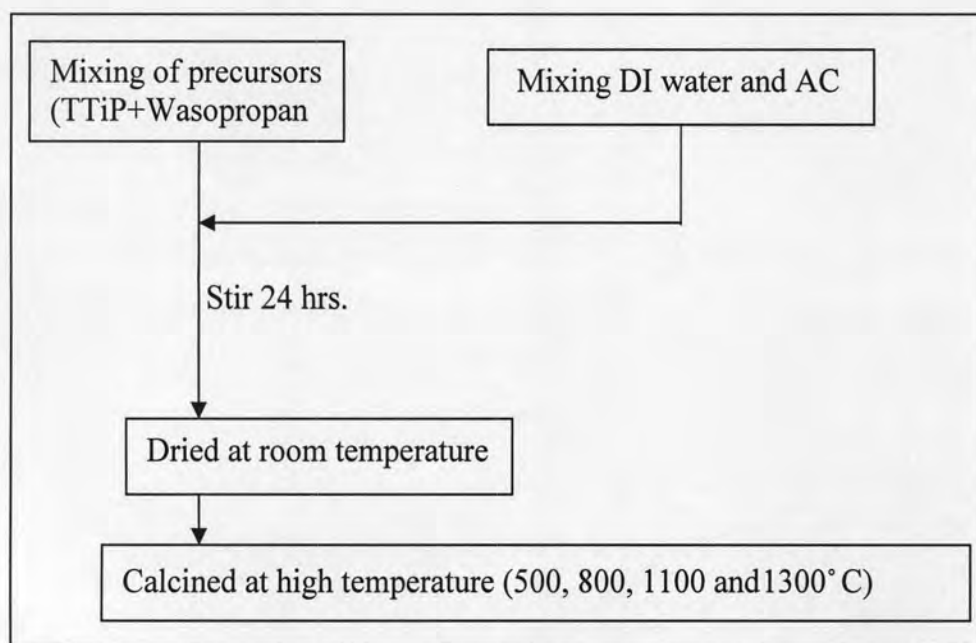 Mixing of precursors
(TTiP+Wasopropan
Mixing DI water and AC
Stir 24 hrs.
Dried at room temperature
Calcined at high temperature (500, 800, 1100 and1300˚ C)